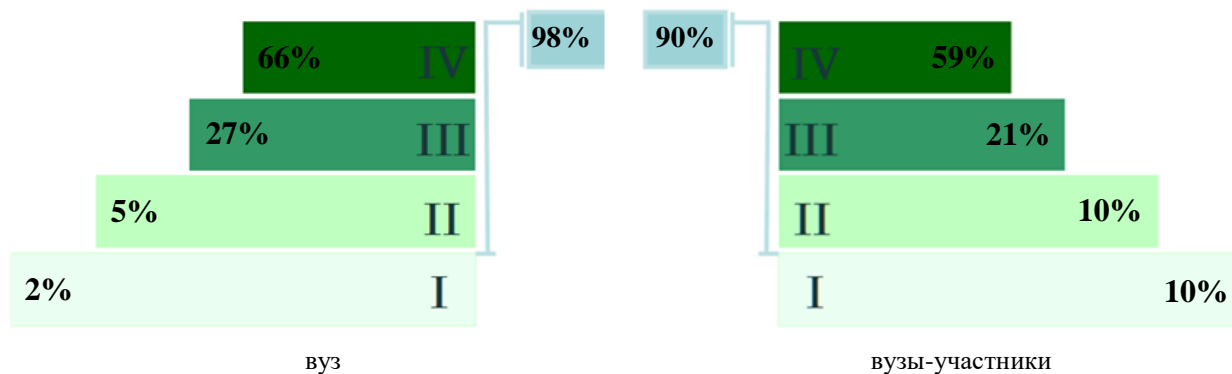 98%
90%
66% IV
IV 59%
27% III
III 21%
5% II
II 10%
2% I
I 10%
вуз
вузы-участники